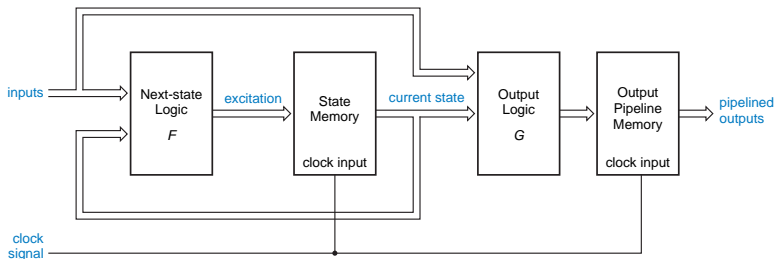 inputs
Next-state
Logic
F
excitation
State
Memory
clock input
current state
Output
Logic
G
Output
Pipeline
Memory
clock input
pipelined
outputs
clock
signal